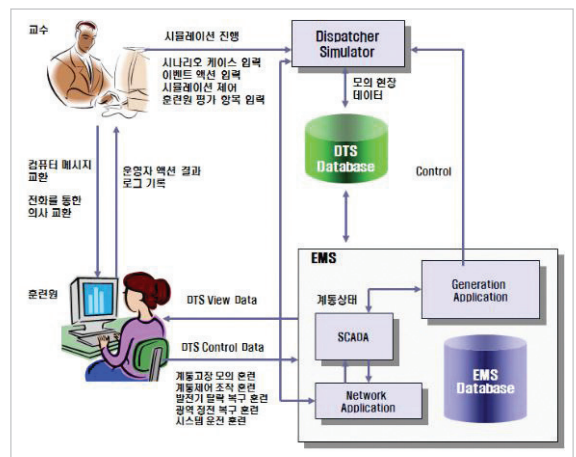 교수
시뮬레이션 진행
시나리오 케이스 입력
이벤트 액션 입력
시뮬레이션 제어
훈련원 평가 항목 입력
Dispatcher
Simulator
모의 현장
데이터
DTS
Database
Control
컴퓨터 메시지
교환
전화를 통한
의사 교환
운영자 액션 결과
로그 기록
훈련원
DTS View Data
DTS Control Data
계통고장 모의 훈련
계통제어 조작 훈련
발전기 탈락 복구 훈련
광역 정전 복구 훈련
시스템 운전 훈련
EMS
계통상태
Generation
Application
SCADA
Network
Application
EMS
Database